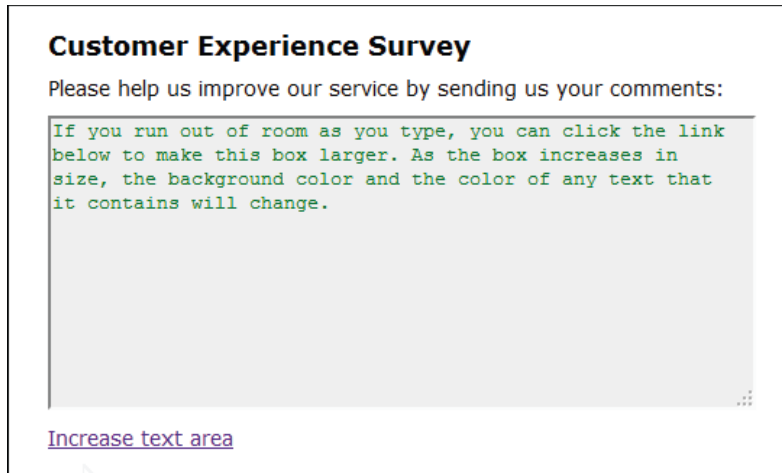 Customer Experience Survey
Please help us improve our service by sending us your comments:
If you run out of room as you type, you can click the link
below to make this box larger. As the box increases in
size, the background color and the color of any text that
it contains will change.
Increase text area